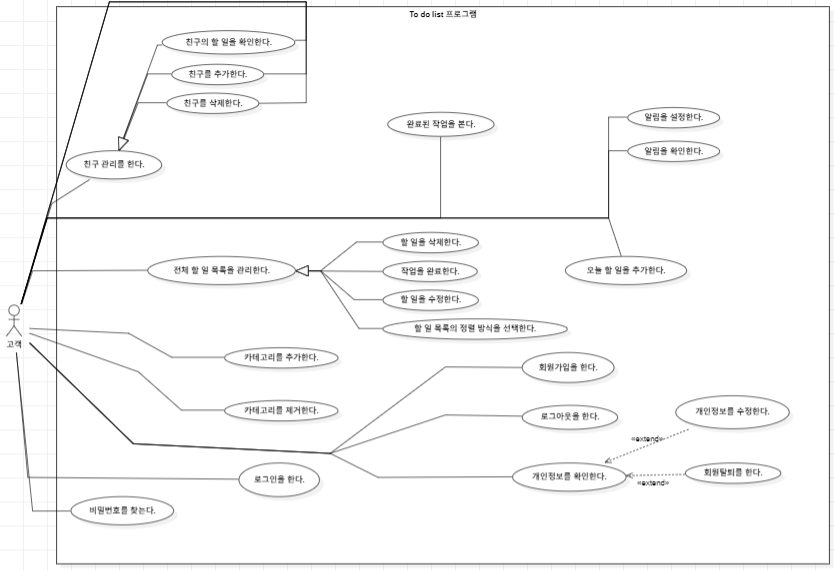 To do list 프로그램
친구의 할 일을 확인한다.
친구를 추가한다.
친구를 삭제한다.
완료된 작업을 본다.
알림을 설정한다.
알림을 확인한다.
친구 관리를 한다.
할 일을 삭제한다.
전체 할 일 목록을 관리한다.
작업을 완료한다.
오늘 할 일을 추가한다.
할 일을 수정한다.
할 일 목록의 정렬 방식을 선택한다.
고객
카테고리를 추가한다.
회원가입을 한다.
카테고리를 제거한다.
로그아웃을 한다.
개인정보를 수정한다.
«extend»
로그인을 한다.
개인정보를 확인한다.
회원탈퇴를 한다.
«extend»
비밀번호를 찾는다.